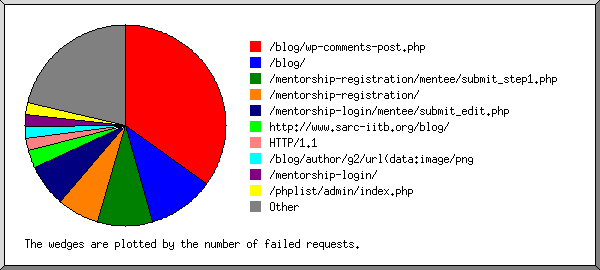 /blog/wp-comments-post.php
/blog/
/mentorship-registration/mentee/submit_step1.php
/mentorship-registration/
/mentorship-login/mentee/submit_edit.php
http://www.sarc-iitb.org/blog/
HTTP/1.1
/blog/author/g2/url(data:image/png
/mentorship-login/
/phplist/admin/index.php
Other
The wedges are plotted by the number of failed requests.